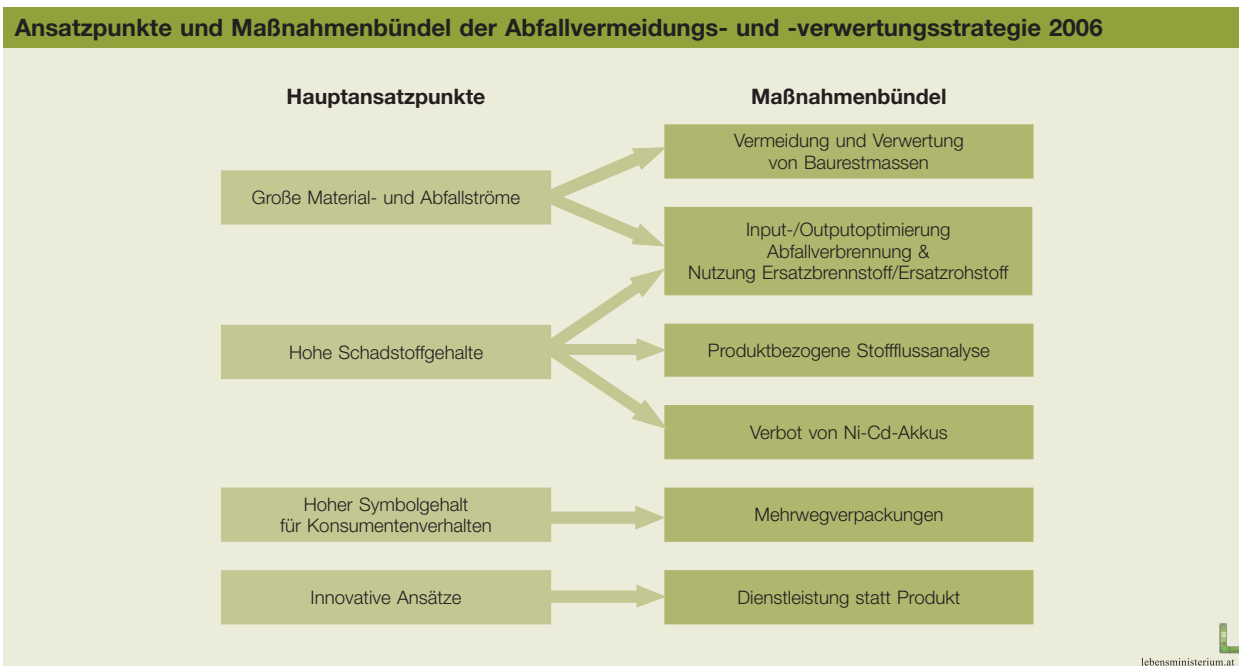 Ansatzpunkte und Maßnahmenbündel der Abfallvermeidungs- und -verwertungsstrategie 2006
Hauptansatzpunkte
Maßnahmenbündel
Große Material- und Abfallströme
Vermeidung und Verwertung
von Baurestmassen
Input-/Outputoptimierung
Abfallverbrennung &
Nutzung Ersatzbrennstoff/Ersatzrohstoff
Hohe Schadstoffgehalte
Produktbezogene Stoffflussanalyse
Verbot von Ni-Cd-Akkus
Hoher Symbolgehalt
für Konsumentenverhalten
Mehrwegverpackungen
Innovative Ansätze
Dienstleistung statt Produkt
lebensministerium.at